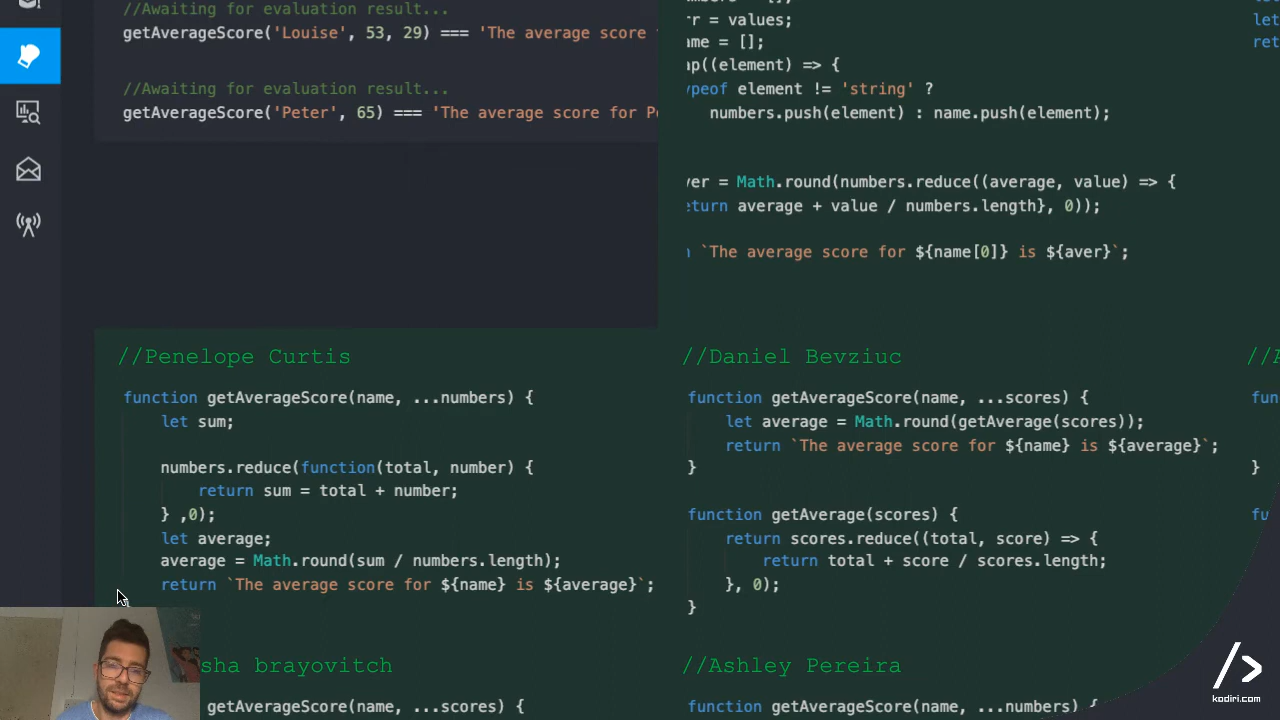 //Awaiting for evaluation result...
getAverageScore('Louise', 53, 29) === 'The average score
//Awaiting for evaluation result...
getAverageScore('Peter', 65) === 'The average score for P
rr = values;
me = [];
ap((element) => {
ypeof element != 'string' ?
numbers.push(element) : name.push(element);
ver = Math.round(numbers.reduce((average, value) => {
eturn average + value / numbers.length}, 0));
`The average score for ${name[0]} is ${aver}`;
let
ret
//Penelope Curtis
function getAverageScore(name, ...numbers) {
let sum;
numbers.reduce(function(total, number) {
return sum = total + number;
} ,0);
let average;
average = Math.round(sum / numbers.length);
return `The average score for ${name} is ${average}`;
//Daniel Bevziuc
function getAverageScore(name, ...scores) {
let average = Math.round(getAverage(scores));
return `The average score for ${name} is ${average}`;
}
function getAverage(scores) {
return scores.reduce((total, score) => {
return total + score / scores.length;
}, 0);
}
//
fun
}
fu
sha brayovitch
getAverageScore(name, ...scores) {
//Ashley Pereira
function getAverageScore(name, ...numbers) {
/>
kodiri.com